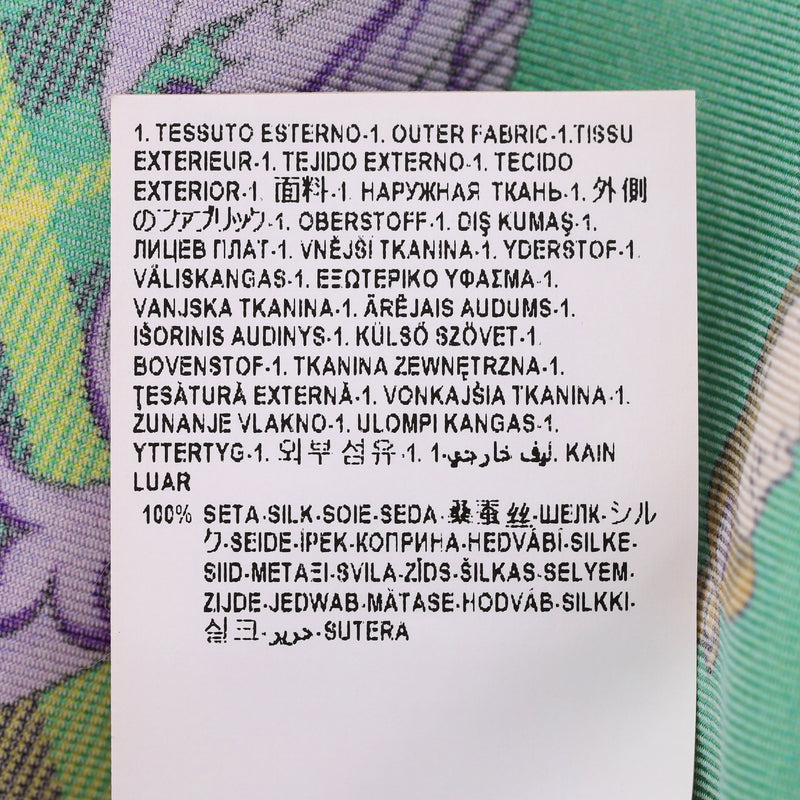 1. TESSUTO ESTERNO·1. OUTER FABRIC·1.TISSU
EXTERIEUR·1. TEJIDO EXTERNO·1. TECIDO
EXTERIOR·1. 面料·1. НАРУЖНАЯ ТКАНЬ·1. 外側
のファブリック·1. OBERSTOFF·1. DIŞ KUMAŞ·1.
ЛИЦЕВ ПЛАТ·1. VNĚJŠÍ TKANINA·1. YDERSTOF·1.
VÄLISKANGAS·1. ΕΞΩΤΕΡΙΚΟ ΥΦΑΣΜΑ·1.
VANJSKA TKANINA·1. ĀRĒJAIS AUDUMS·1.
IŠORINIS AUDINYS·1. KÜLSŐ SZÖVET·1.
BOVENSTOF·1. TKANINA ZEWNĘTRZNA·1.
ŢESĂTURĂ EXTERNĂ·1. VONKAJŠIA TKANINA·1.
ZUNANJE VLAKNO·1. ULOMPI KANGAS·1.
YTTERTYG·1. 외부 섬유·1. 1·ليف خارجي. KAIN
LUAR
100% SETA·SILK·SOIE·SEDA·桑蚕丝·ШЕЛК·シル
ク·SEIDE·İPEK·КОПРИНА·HEDVÁBÍ·SILKE·
SIID·ΜΕΤΑΞΙ·SVILA·ZĪDS·ŠILKAS·SELYEM·
ZIJDE·JEDWAB·MĂTASE·HODVÁB·SILKKI·
실크·حرير·SUTERA